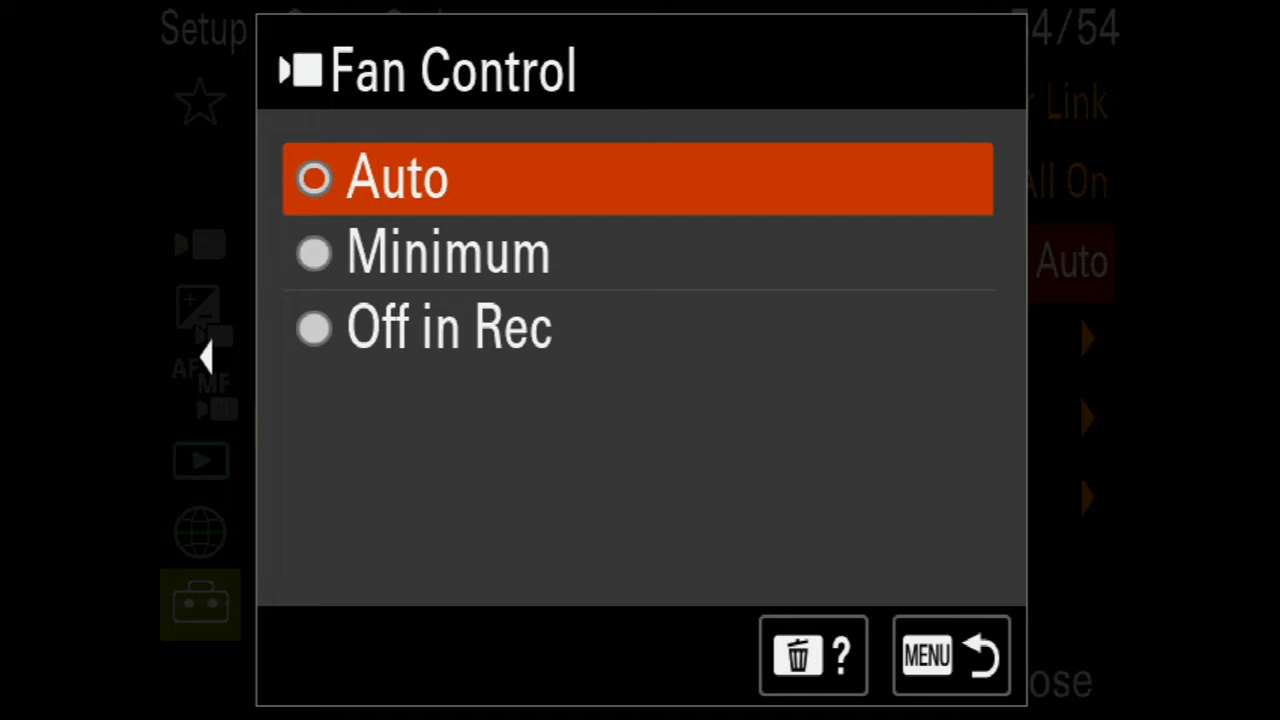 Setup
4/54
Fan Control
Link
Auto
All On
Minimum
Auto
Off in Rec
AF
MF
?
MENU
ose